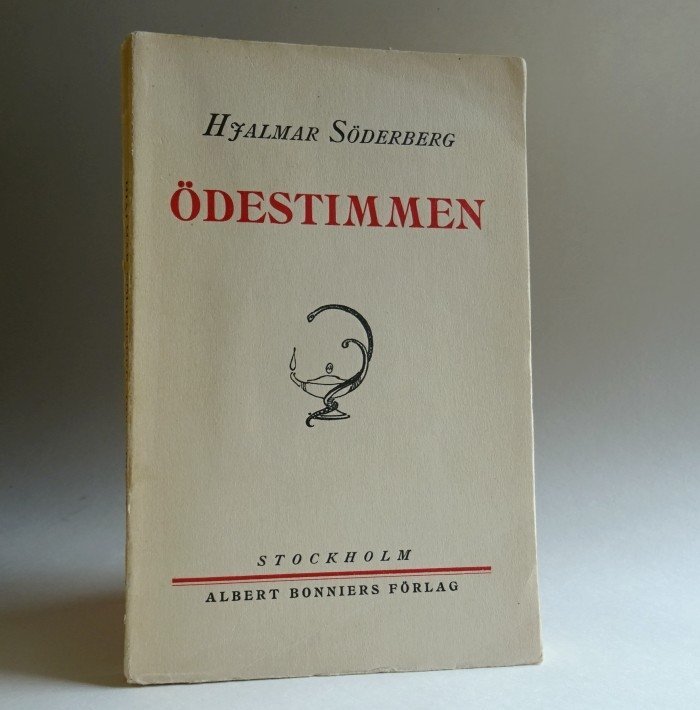 HJALMAR SÖDERBERG
ÖDESTIMMEN
STOCKHOLM
ALBERT BONNIERS FÖRLAG